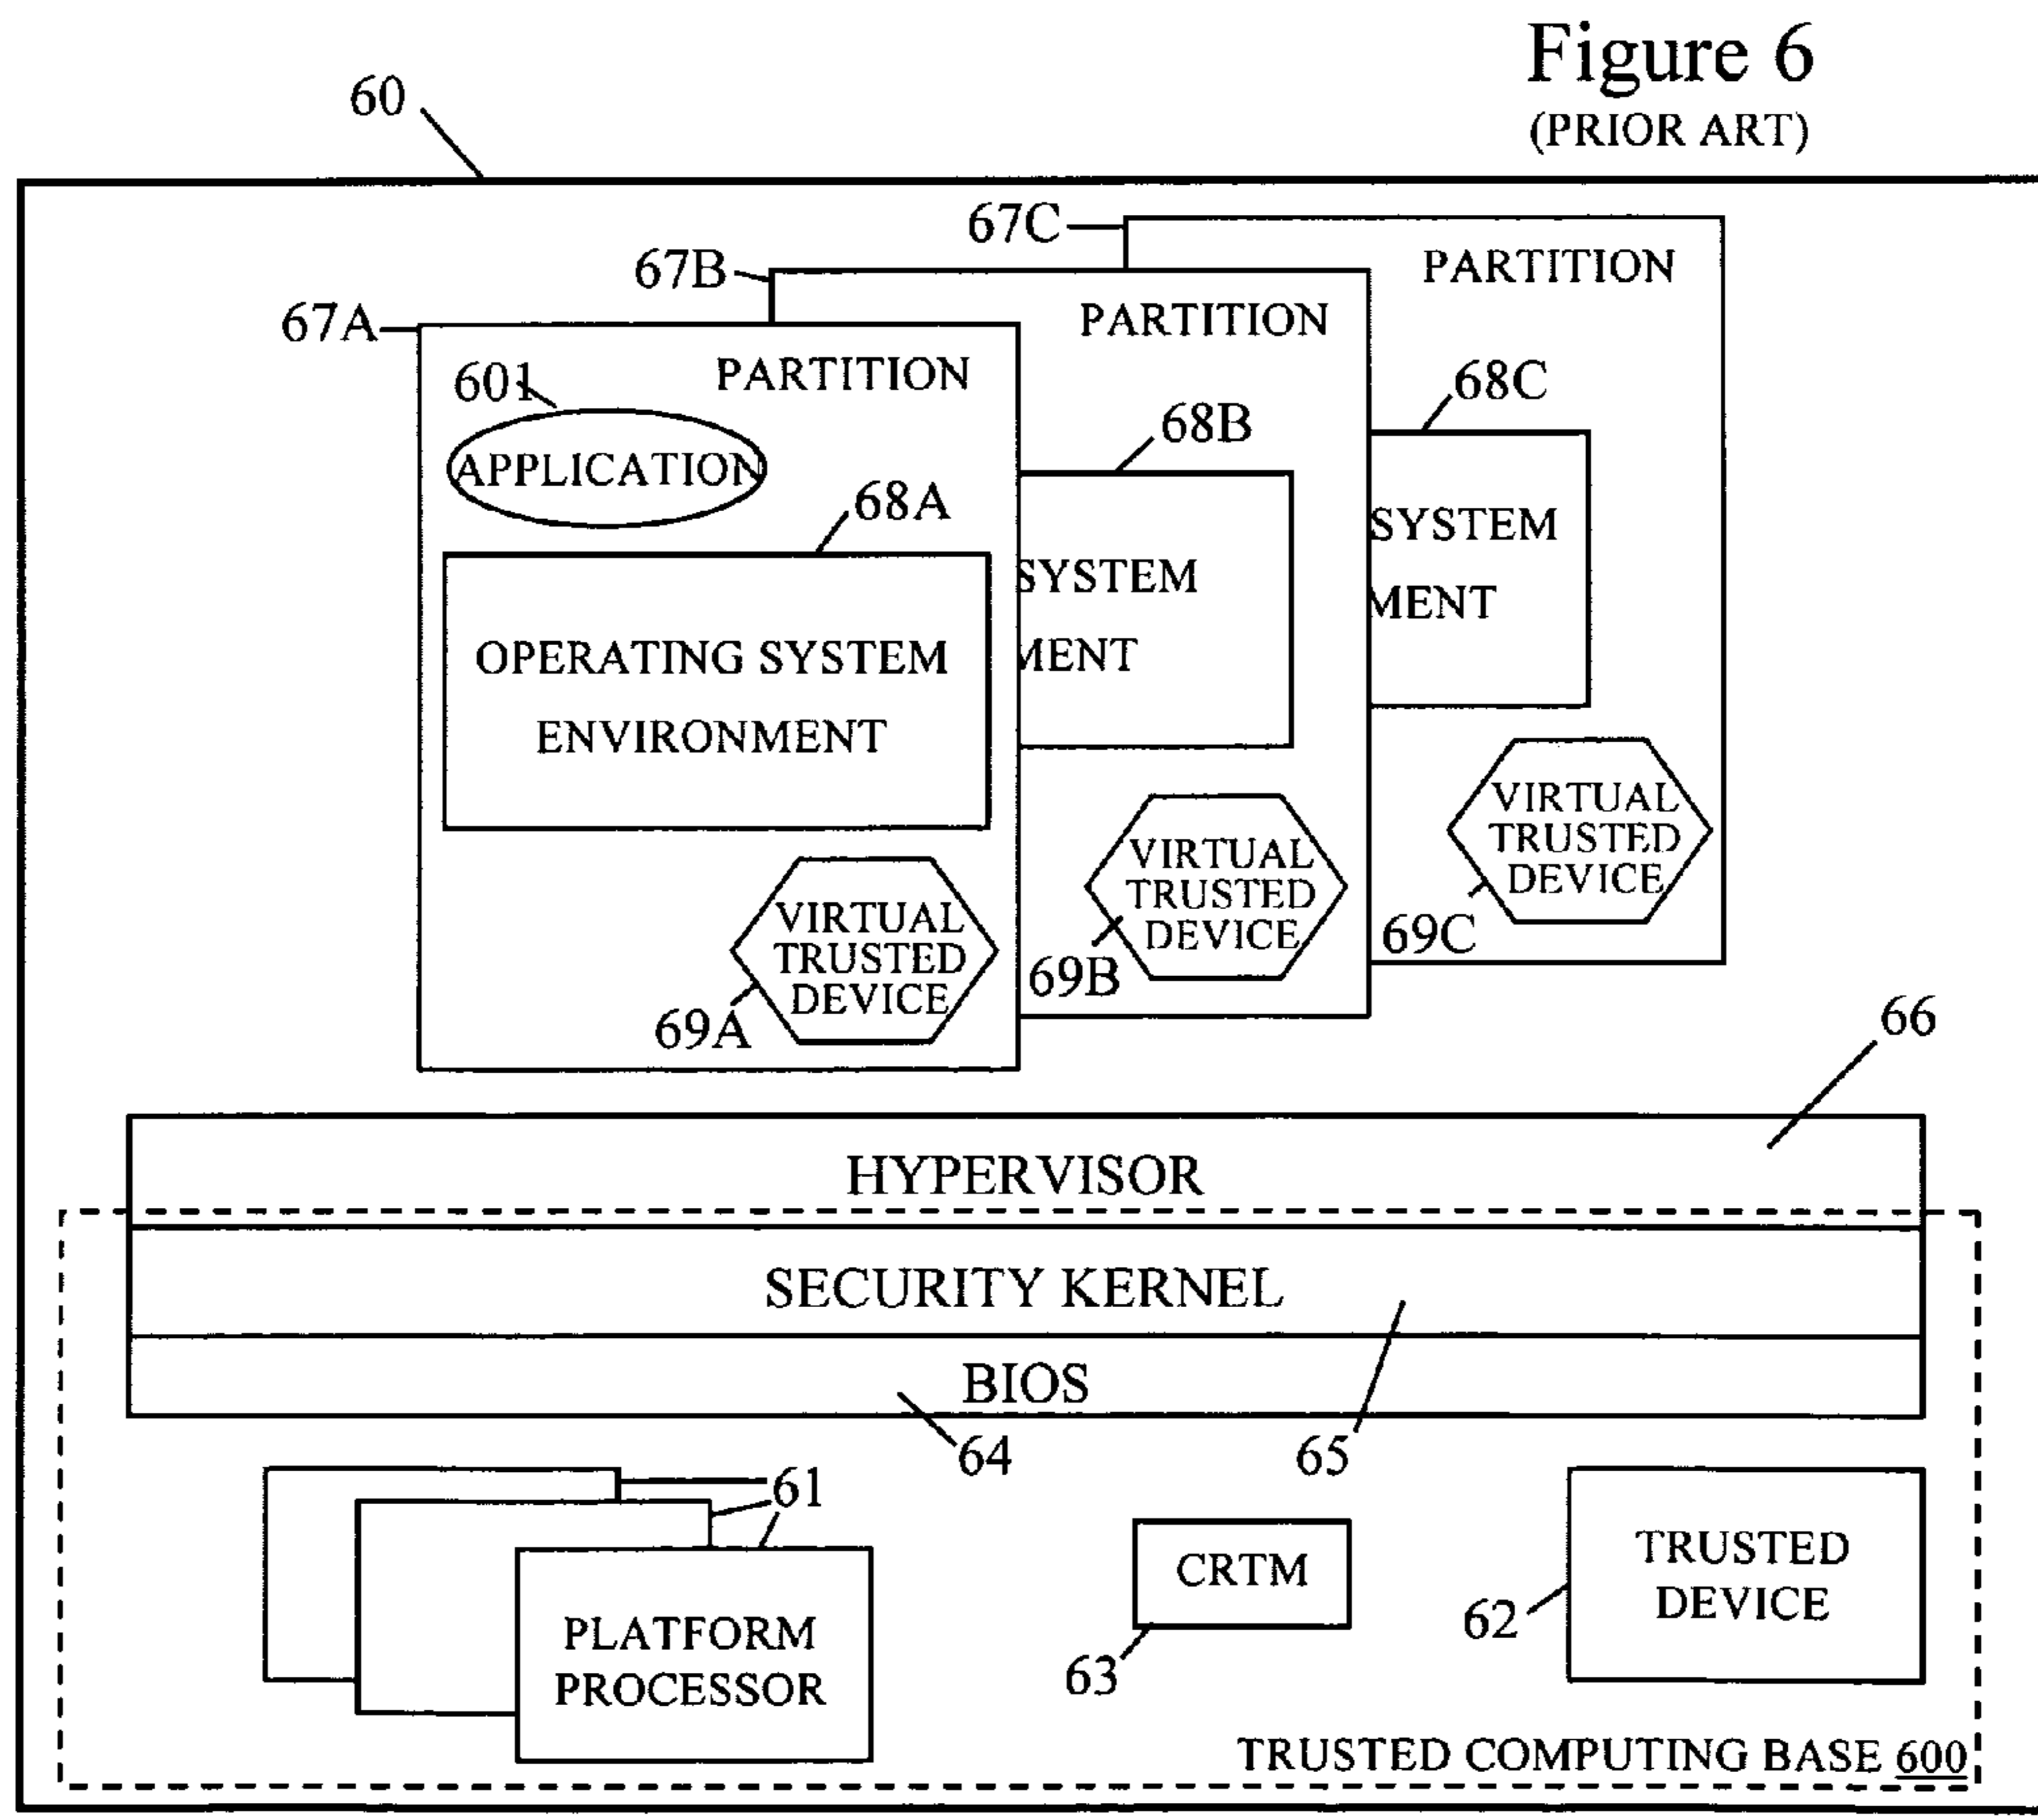 Figure 6
(PRIOR ART)
60
67C
PARTITION
67B
PARTITION
67A
PARTITION
601
APPLICATION
68C
68B
68A
SYSTEM
MENT
SYSTEM
MENT
OPERATING SYSTEM
ENVIRONMENT
VIRTUAL
TRUSTED
DEVICE
69C
VIRTUAL
TRUSTED
DEVICE
69B
VIRTUAL
TRUSTED
DEVICE
69A
66
HYPERVISOR
SECURITY KERNEL
BIOS
64
65
61
PLATFORM
PROCESSOR
CRTM
63
62
TRUSTED
DEVICE
TRUSTED COMPUTING BASE 600